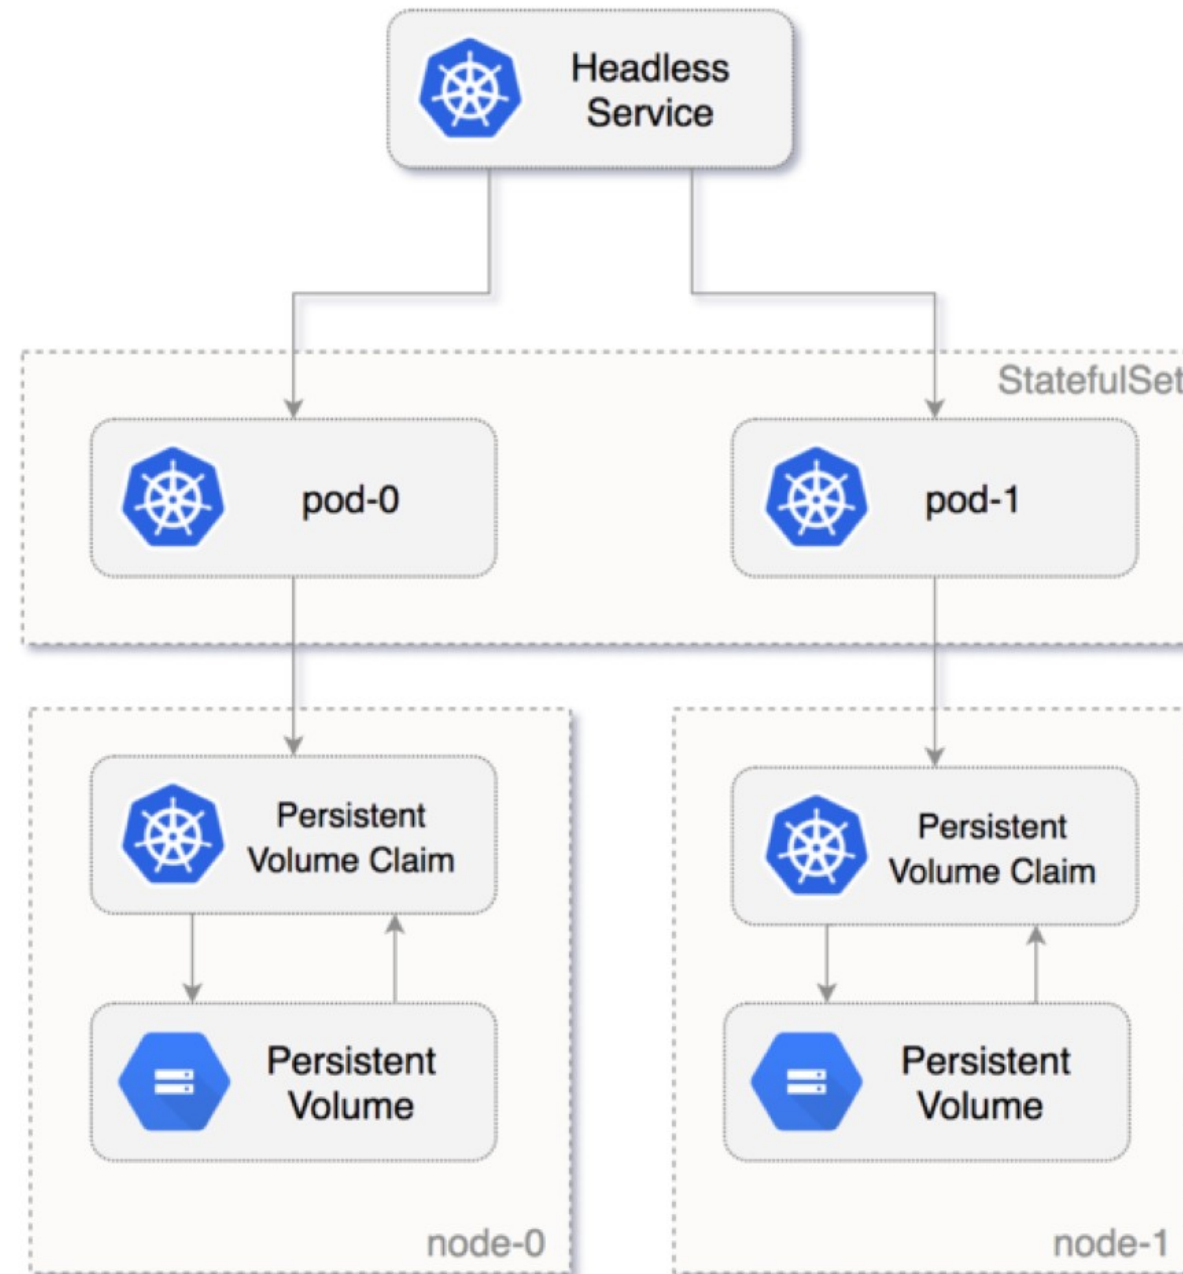 Headless
Service
StatefulSet
pod-0
pod-1
Persistent
Volume Claim
Persistent
Volume Claim
Persistent
Volume
Persistent
Volume
node-0
node-1